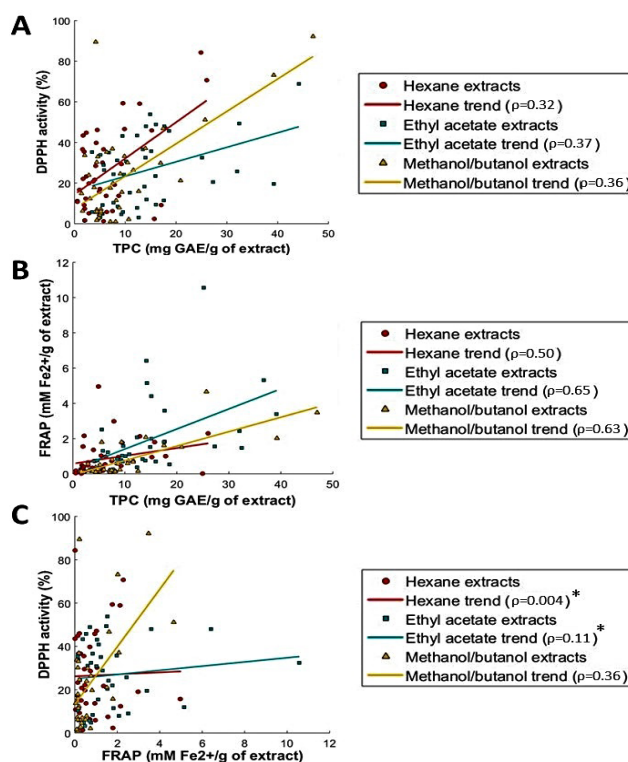 A
DPPH activity (%)
100
80
60
40
20
0
0 10 20 30 40 50
TPC (mg GAE/g of extract)
Hexane extracts
Hexane trend (ρ=0.32)
Ethyl acetate extracts
Ethyl acetate trend (ρ=0.37)
Methanol/butanol extracts
Methanol/butanol trend (ρ=0.36)
B
FRAP (mM Fe2+/g of extract)
12
10
8
6
4
2
0
0 10 20 30 40 50
TPC (mg GAE/g of extract)
Hexane extracts
Hexane trend (ρ=0.50)
Ethyl acetate extracts
Ethyl acetate trend (ρ=0.65)
Methanol/butanol extracts
Methanol/butanol trend (ρ=0.63)
C
DPPH activity (%)
100
80
60
40
20
0
0 2 4 6 8 10 12
FRAP (mM Fe2+/g of extract)
Hexane extracts
Hexane trend (ρ=0.004)*
Ethyl acetate extracts
Ethyl acetate trend (ρ=0.11)*
Methanol/butanol extracts
Methanol/butanol trend (ρ=0.36)